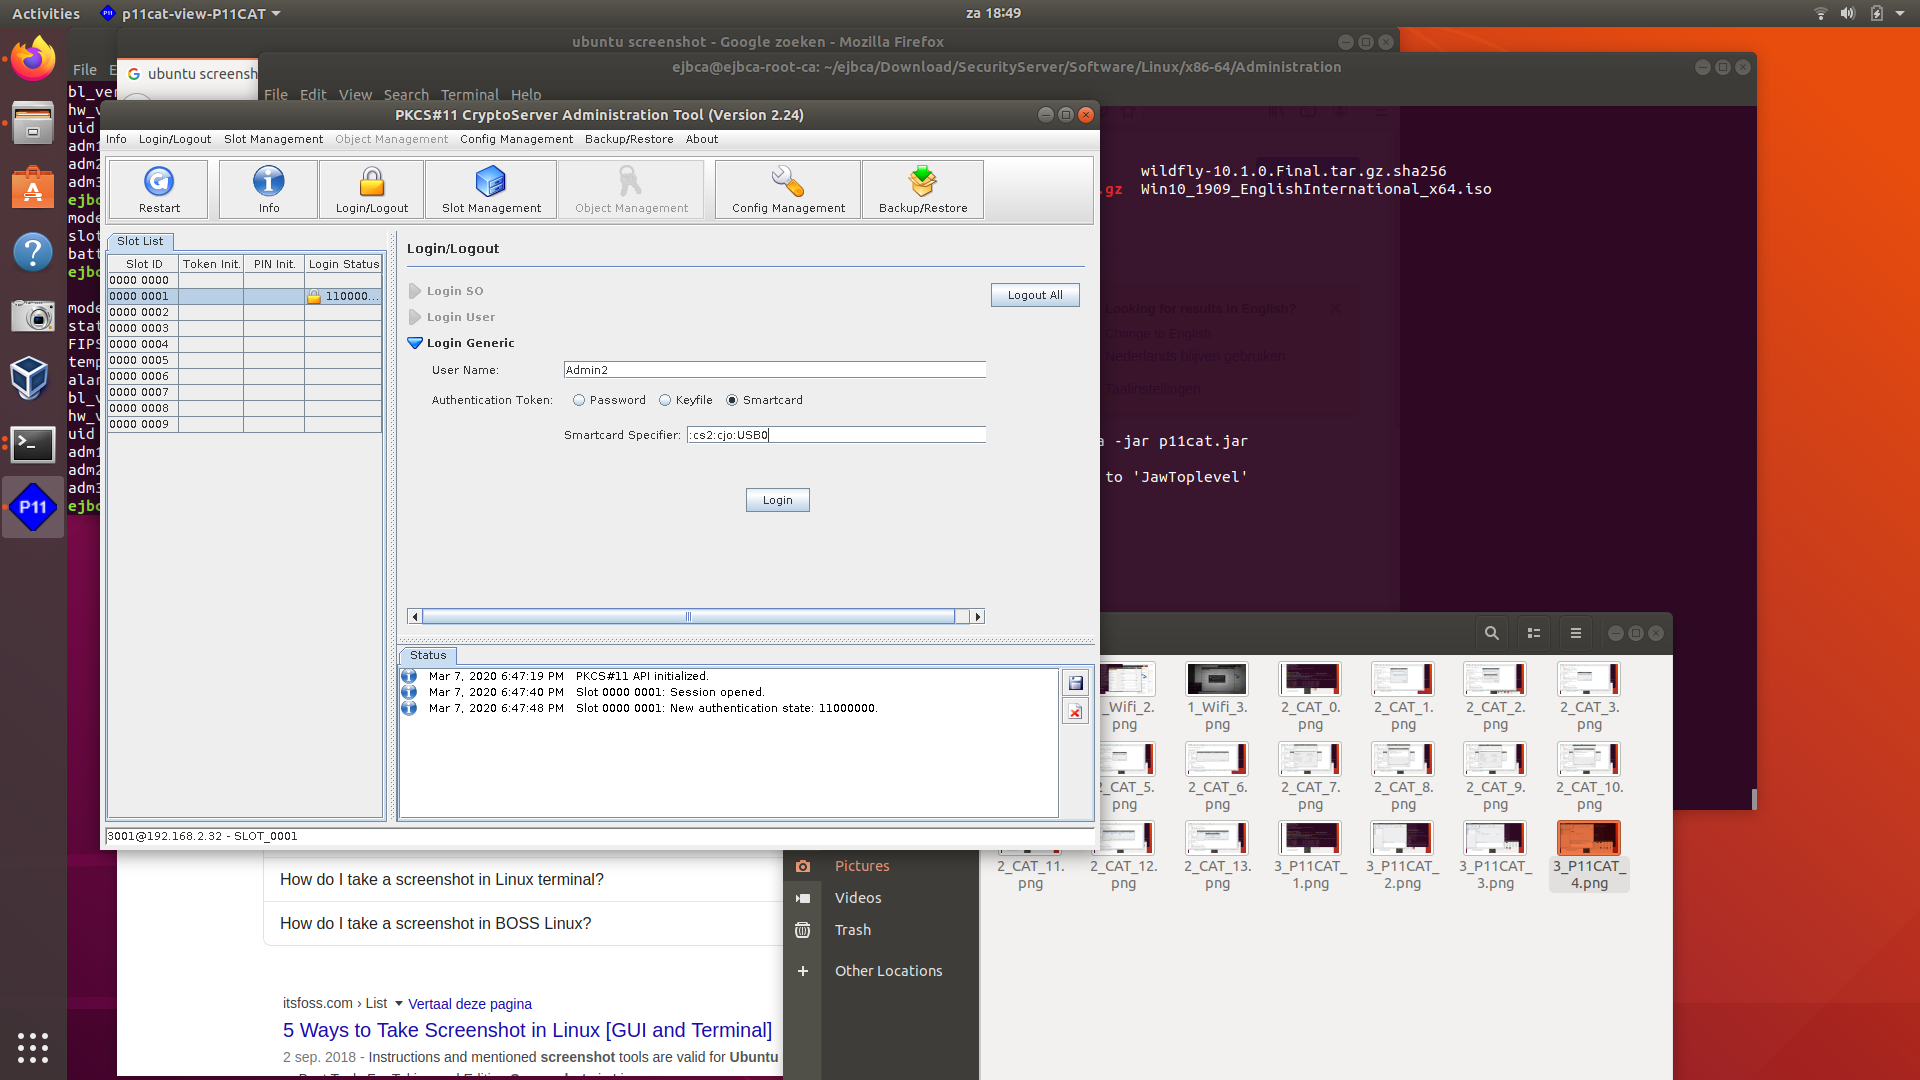 Activities
p11cat-view-P11CAT
za 18:49
ubuntu screenshot - Google zoeken - Mozilla Firefox
File
ubuntu screensh
ejbca@ejbca-root-ca: ~/ejbca/Download/SecurityServer/Software/Linux/x86-64/Administration
File Edit View Search Terminal Help
PKCS#11 CryptoServer Administration Tool (Version 2.24)
Info Login/Logout Slot Management Object Management Config Management Backup/Restore About
Restart Info Login/Logout Slot Management Object Management Config Management Backup/Restore
wildfly-10.1.0.Final.tar.gz.sha256
.gz Win10_1909_EnglishInternational_x64.iso
bl_ver
hw_v
uid
adm1
adm2
adm3
ejbc
mode
slot
batt
ejbc
mode
stat
FIPS
temp
alar
bl_v
hw_v
uid
adm1
adm2
adm3
ejbc
Slot List
Slot ID Token Init. PIN Init. Login Status
0000 0000
0000 0001 110000...
0000 0002
0000 0003
0000 0004
0000 0005
0000 0006
0000 0007
0000 0008
0000 0009
Login/Logout
Login SO
Logout All
Login User
Login Generic
User Name: Admin2
Authentication Token: Password Keyfile Smartcard
Smartcard Specifier: :cs2:cjo:USB0
Login
Looking for results in English?
Change to English
Nederlands blijven gebruiken
Taalinstellingen
a -jar p11cat.jar
to 'JawToplevel'
Status
Mar 7, 2020 6:47:19 PM PKCS#11 API initialized.
Mar 7, 2020 6:47:40 PM Slot 0000 0001: Session opened.
Mar 7, 2020 6:47:48 PM Slot 0000 0001: New authentication state: 11000000.
3001@192.168.2.32 - SLOT_0001
P11
_Wifi_2.png
1_Wifi_3.png
2_CAT_0.png
2_CAT_1.png
2_CAT_2.png
2_CAT_3.png
2_CAT_5.png
2_CAT_6.png
2_CAT_7.png
2_CAT_8.png
2_CAT_9.png
2_CAT_10.png
2_CAT_11.png
2_CAT_12.png
2_CAT_13.png
3_P11CAT_1.png
3_P11CAT_2.png
3_P11CAT_3.png
3_P11CAT_4.png
Pictures
Videos
Trash
Other Locations
How do I take a screenshot in Linux terminal?
How do I take a screenshot in BOSS Linux?
itsfoss.com › List Vertaal deze pagina
5 Ways to Take Screenshot in Linux [GUI and Terminal]
2 sep. 2018 - Instructions and mentioned screenshot tools are valid for Ubuntu